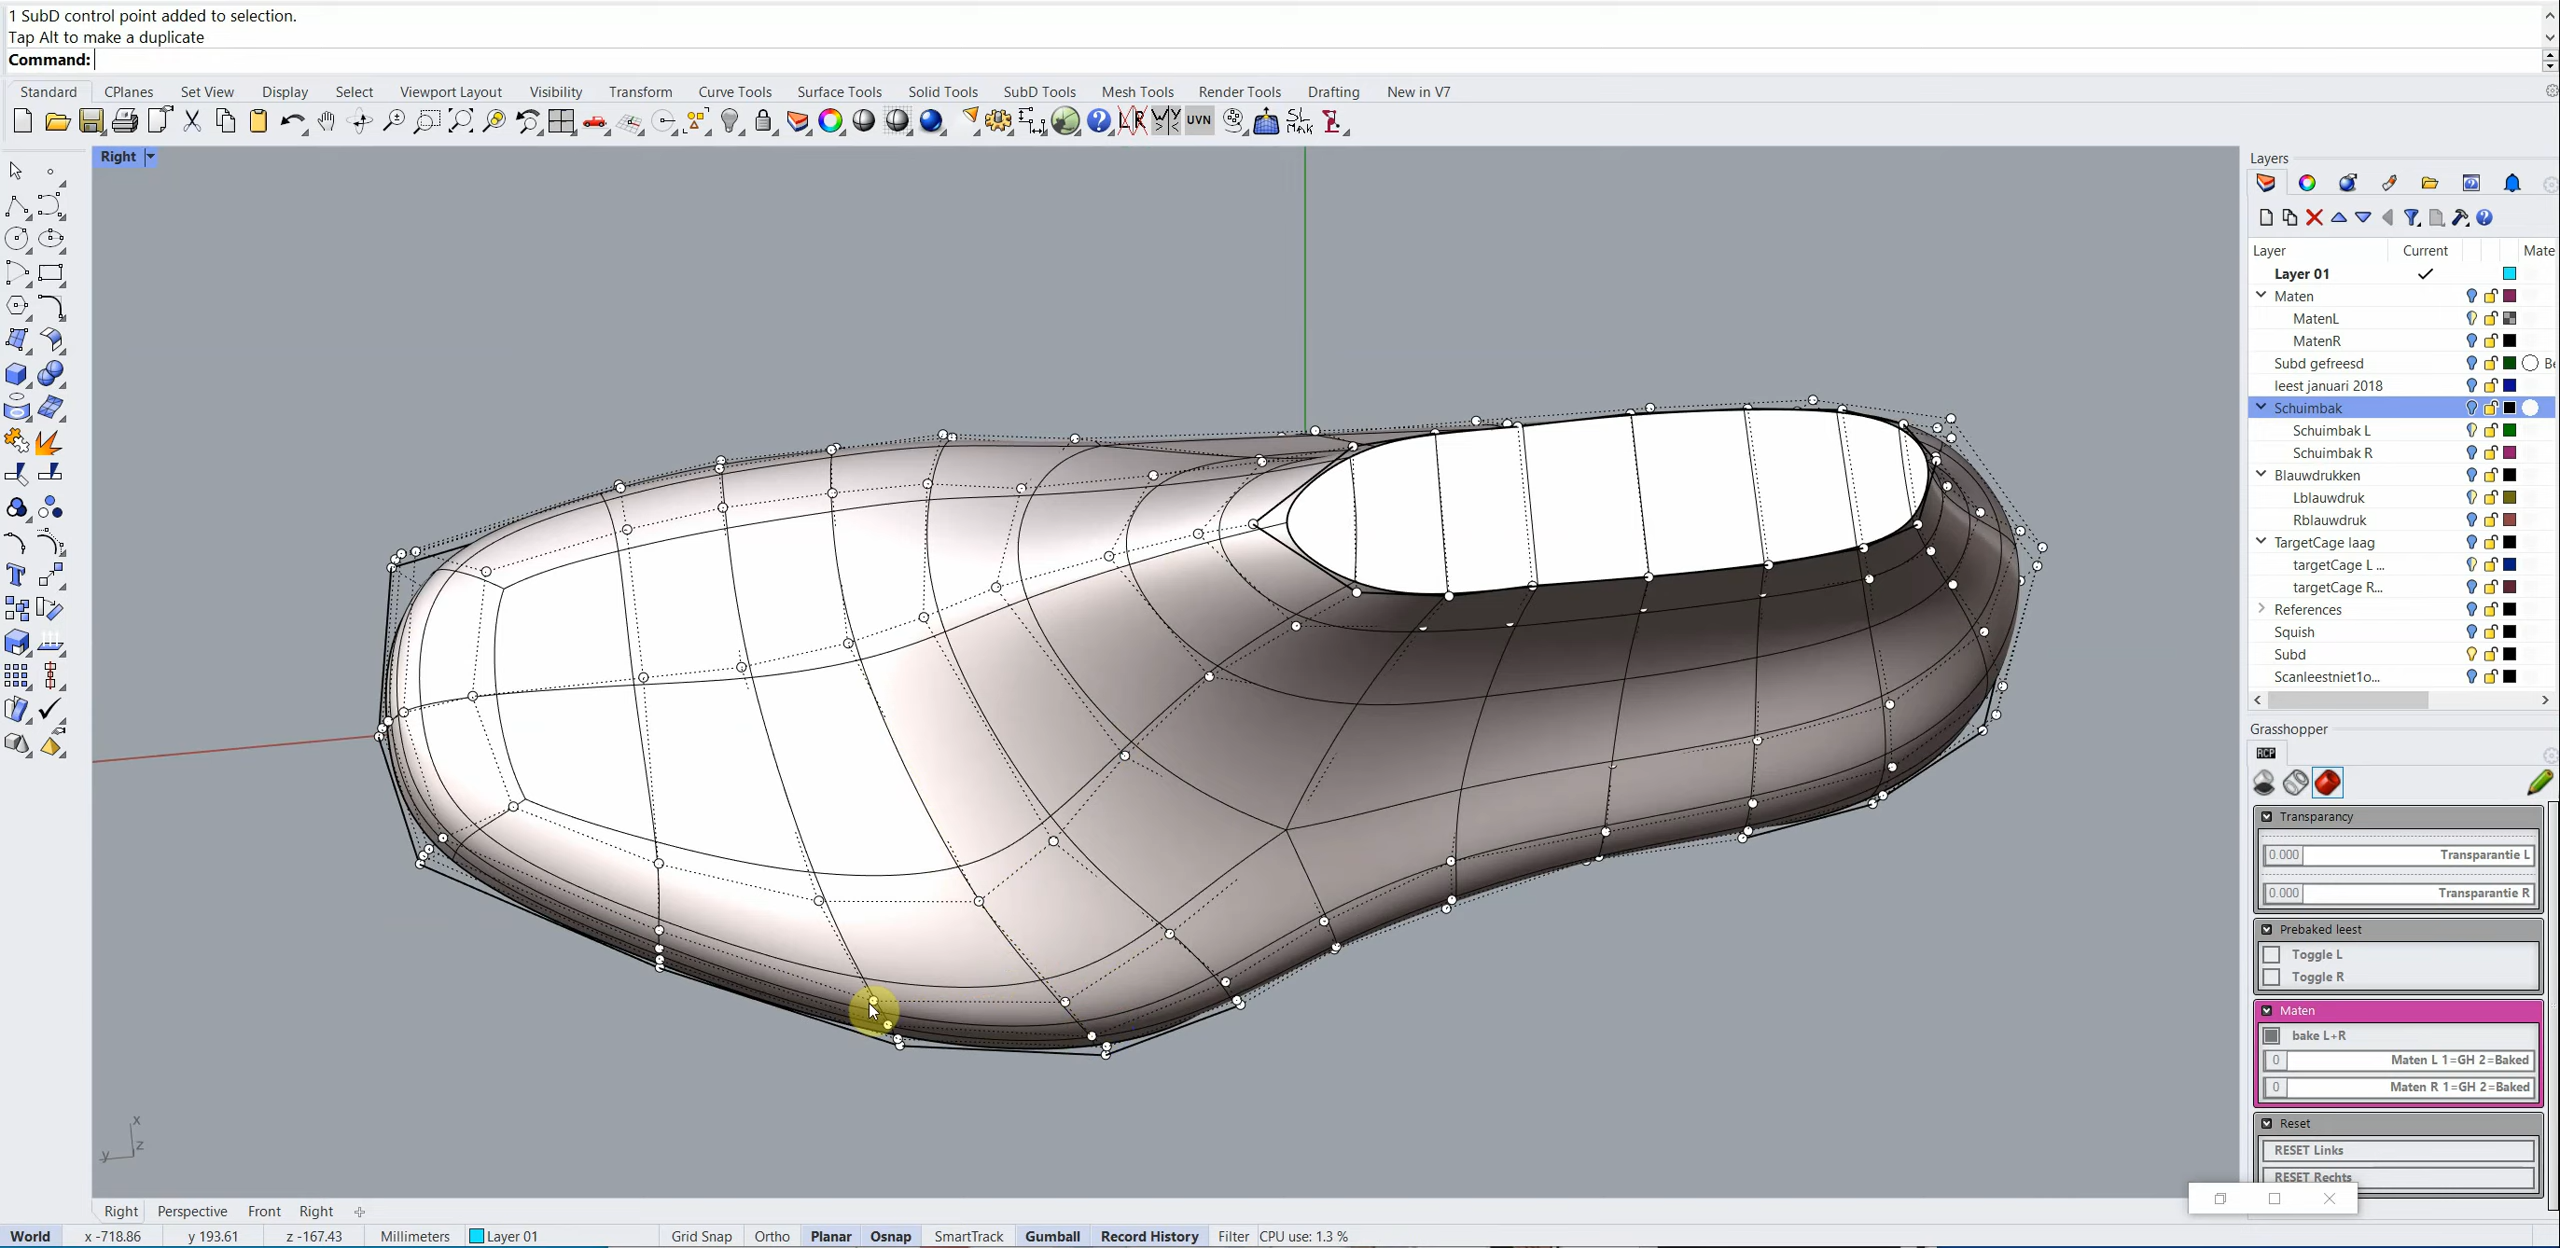 1 SubD control point added to selection.
Tap Alt to make a duplicate
Command:
Standard CPlanes Set View Display Select Viewport Layout Visibility Transform Curve Tools Surface Tools Solid Tools SubD Tools Mesh Tools Render Tools Drafting New in V7
UVN SL MAK
Right
Layers
Layer Current Mate
Layer 01
Maten
MatenL
MatenR
Subd gefreesd Be
leest januari 2018
Schuimbak
Schuimbak L
Schuimbak R
Blauwdrukken
Lblauwdruk
Rblauwdruk
TargetCage laag
targetCage L ...
targetCage R...
References
Squish
Subd
Scanleestniet1o...
Grasshopper
RCP
Transparancy
0.000 Transparantie L
0.000 Transparantie R
Prebaked leest
Toggle L
Toggle R
Maten
bake L+R
0 Maten L 1=GH 2=Baked
0 Maten R 1=GH 2=Baked
Reset
RESET Links
RESET Rechts
x
z
y
Right Perspective Front Right
World x -718.86 y 193.61 z -167.43 Millimeters Layer 01 Grid Snap Ortho Planar Osnap SmartTrack Gumball Record History Filter CPU use: 1.3 %